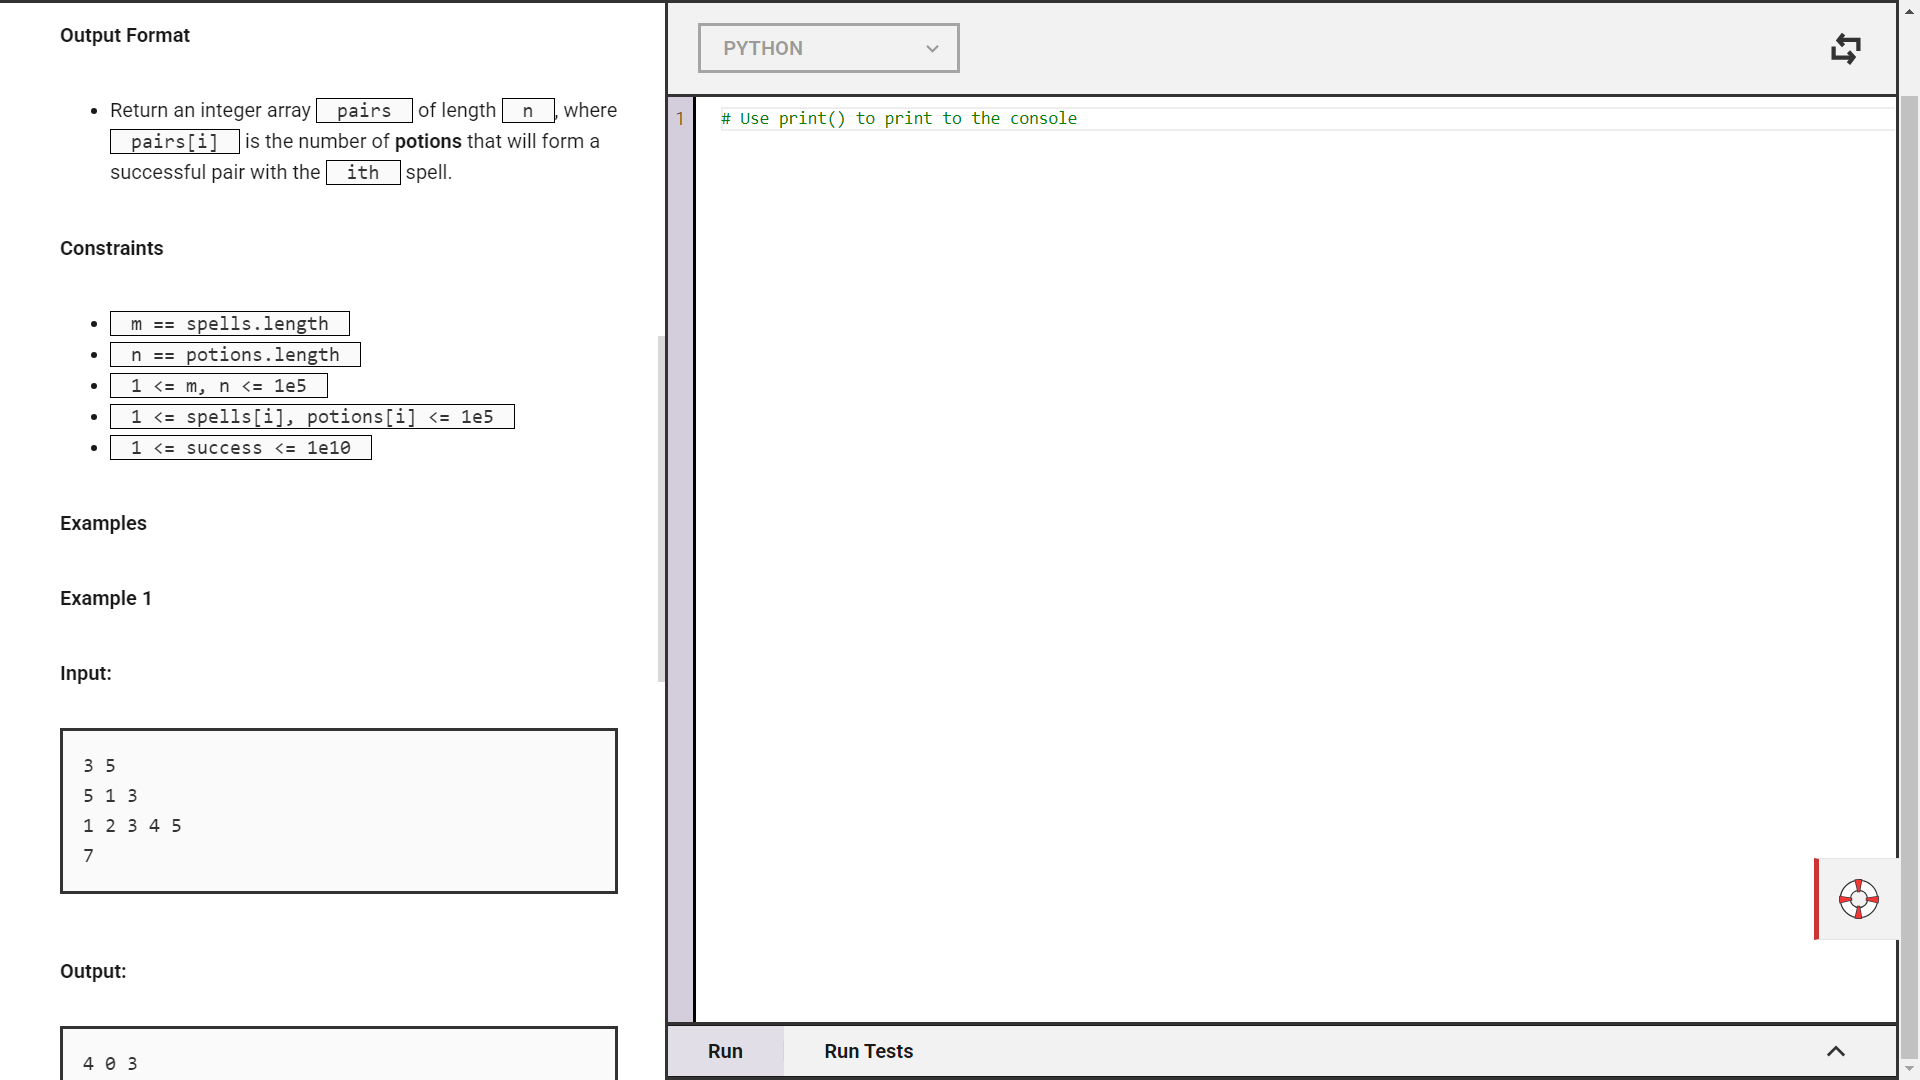 Output Format
Return an integer array pairs of length n, where
pairs[i] is the number of potions that will form a
successful pair with the ith spell.
Constraints
m == spells.length
n == potions.length
1 <= m, n <= 1e5
1 <= spells[i], potions[i] <= 1e5
1 <= success <= 1e10
Examples
Example 1
Input:
3 5
5 1 3
1 2 3 4 5
7
Output:
4 0 3
PYTHON
1 # Use print() to print to the console
Run Run Tests